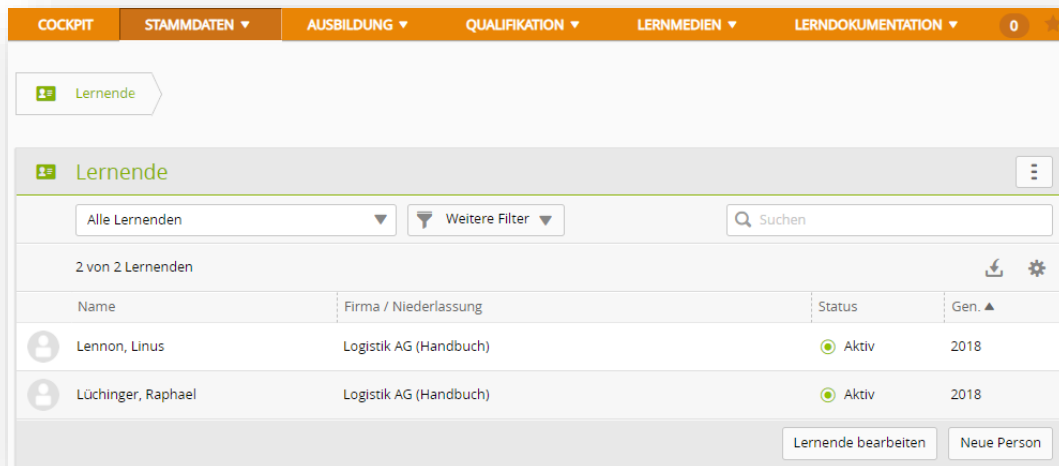 COCKPIT STAMMDATEN AUSBILDUNG QUALIFIKATION LERNMEDIEN LERNDOKUMENTATION 0
Lernende
Lernende
Alle Lernenden Weitere Filter Suchen
2 von 2 Lernenden
Name Firma / Niederlassung Status Gen.
Lennon, Linus Logistik AG (Handbuch) Aktiv 2018
Lüchinger, Raphael Logistik AG (Handbuch) Aktiv 2018
Lernende bearbeiten Neue Person